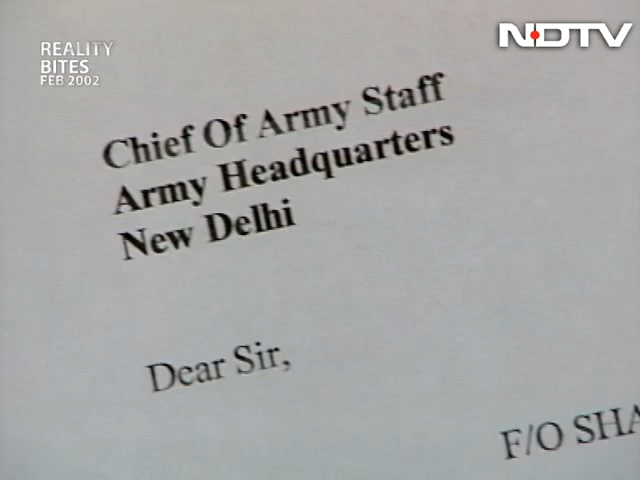 REALITY
BITES
FEB 2002
NDTV
Chief Of Army Staff
Army Headquarters
New Delhi
Dear Sir,
F/O SHA